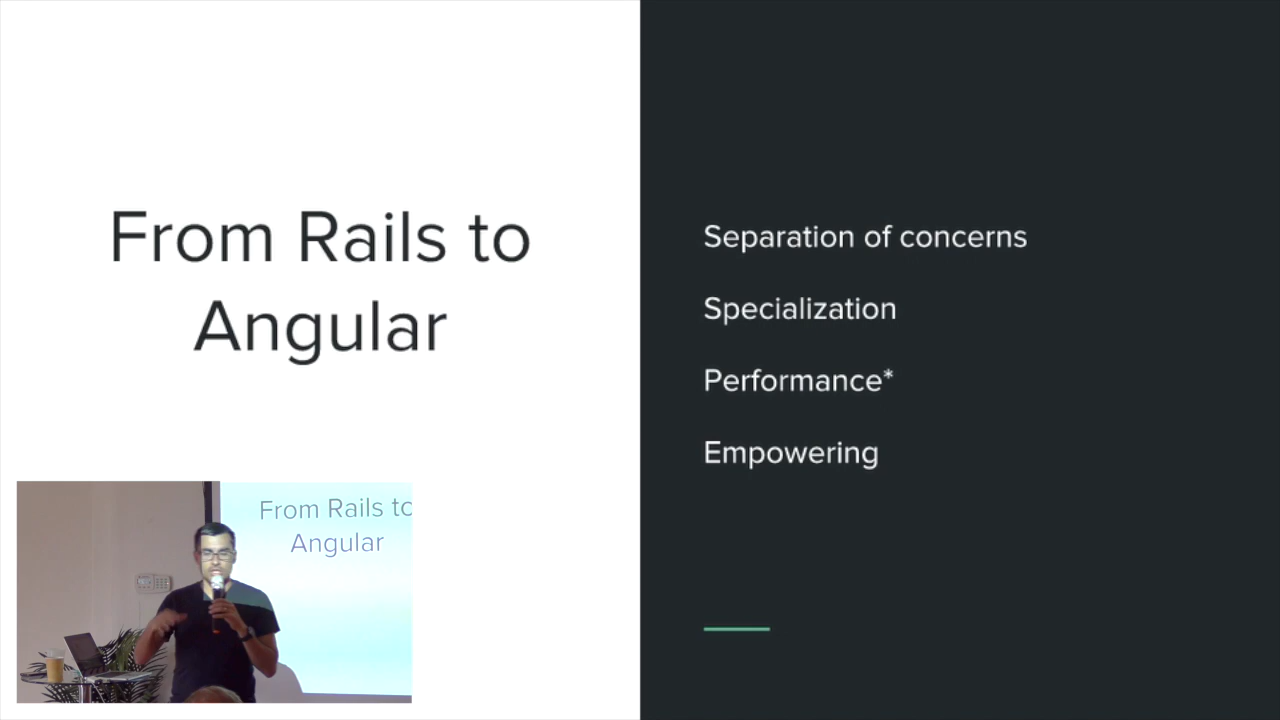 From Rails to
Angular
Separation of concerns
Specialization
Performance*
Empowering
From Rails to
Angular